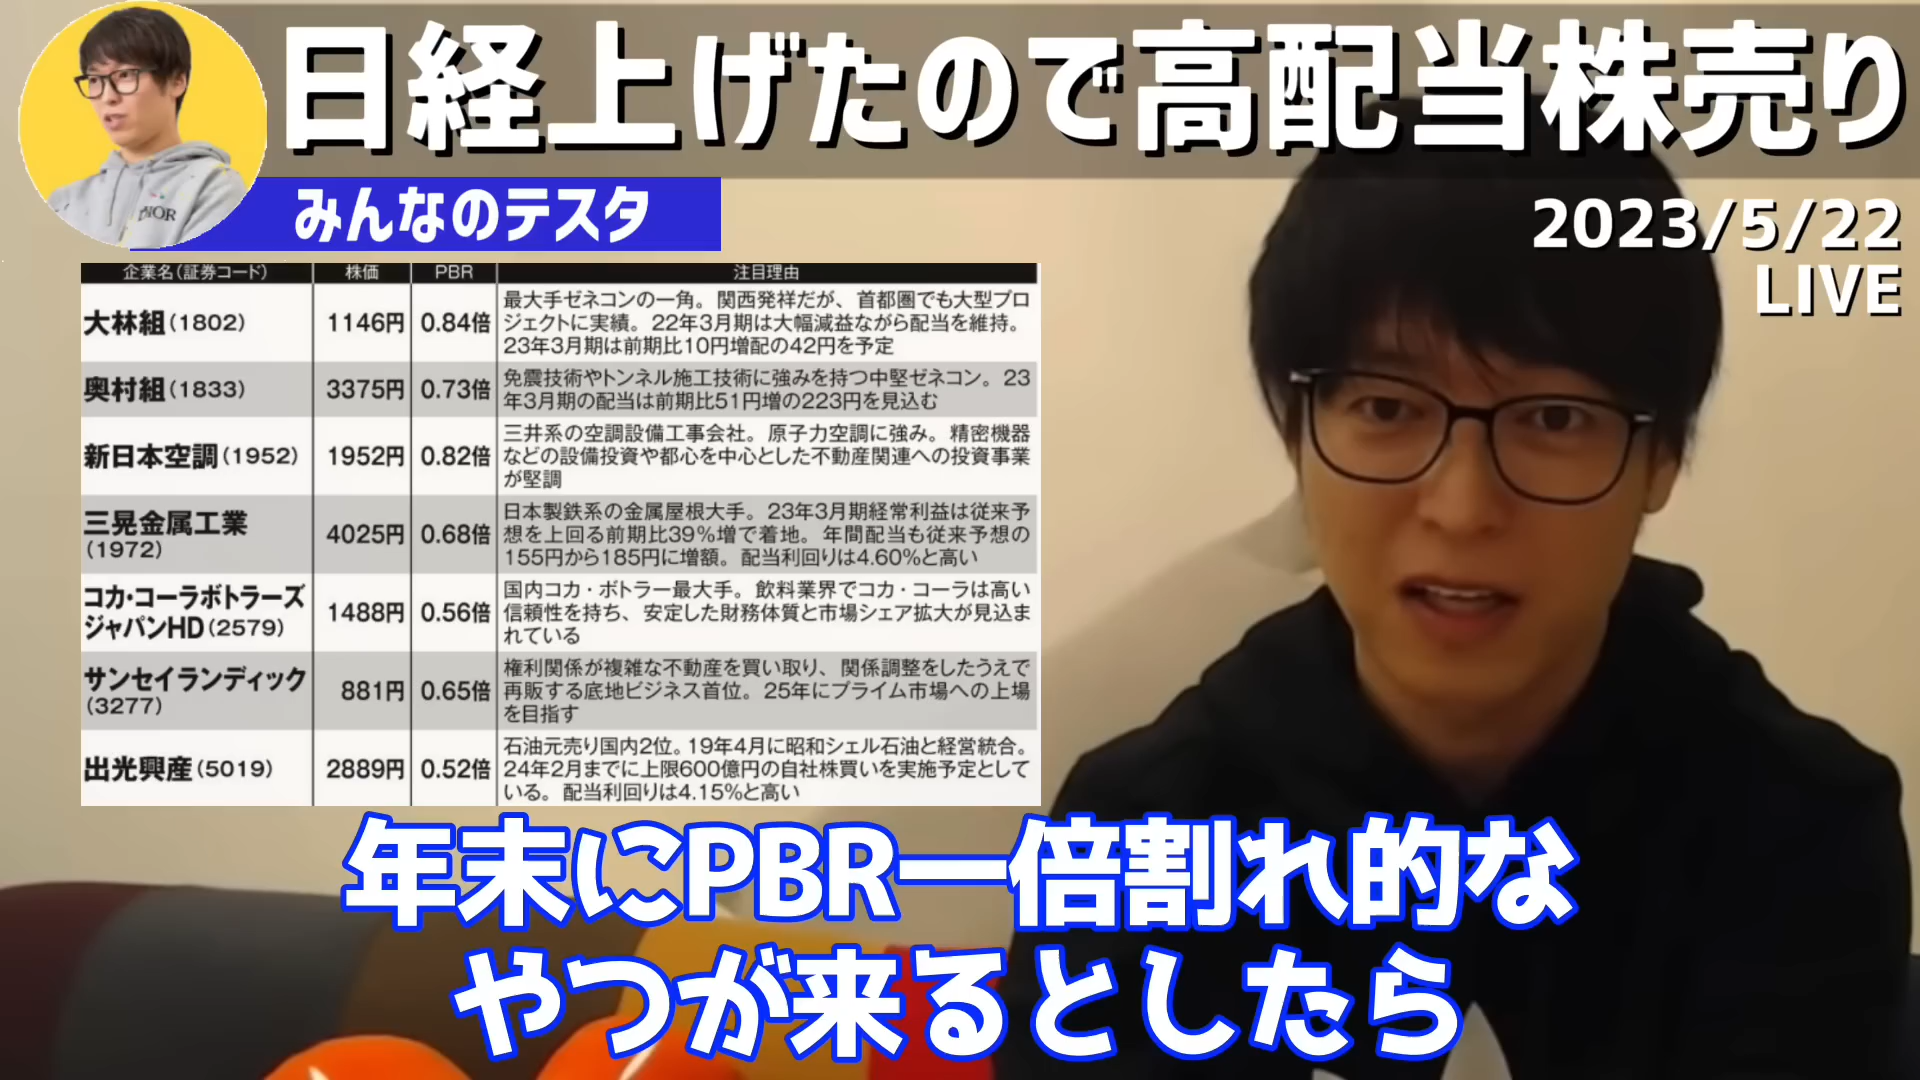 日経上げたので高配当株売り
みんなのテスタ
2023/5/22
LIVE
DIOR
企業名(証券コード) 株価 PBR 注目理由
大林組(1802) 1146円 0.84倍
最大手ゼネコンの一角。関西発祥だが、首都圏でも大型プロ
ジェクトに実績。22年3月期は大幅減益ながら配当を維持。
23年3月期は前期比10円増配の42円を予定
奥村組(1833) 3375円 0.73倍
免震技術やトンネル施工技術に強みを持つ中堅ゼネコン。23
年3月期の配当は前期比51円増の223円を見込む
新日本空調(1952) 1952円 0.82倍
三井系の空調設備工事会社。原子力空調に強み。精密機器
などの設備投資や都心を中心とした不動産関連への投資事業
が堅調
三晃金属工業
(1972)
4025円 0.68倍
日本製鉄系の金属屋根大手。23年3月期経常利益は従来予
想を上回る前期比39%増で着地。年間配当も従来予想の
155円から185円に増額。配当利回りは4.60%と高い
コカ・コーラボトラーズ
ジャパンHD(2579)
1488円 0.56倍
国内コカ・ボトラー最大手。飲料業界でコカ・コーラは高い
信頼性を持ち、安定した財務体質と市場シェア拡大が見込ま
れている
サンセイランディック
(3277)
881円 0.65倍
権利関係が複雑な不動産を買い取り、関係調整をしたうえで
再販する底地ビジネス首位。25年にプライム市場への上場
を目指す
出光興産(5019) 2889円 0.52倍
石油元売り国内2位。19年4月に昭和シェル石油と経営統合。
24年2月までに上限600億円の自社株買いを実施予定として
いる。配当利回りは4.15%と高い
年末にPBR一倍割れ的な
やつが来るとしたら